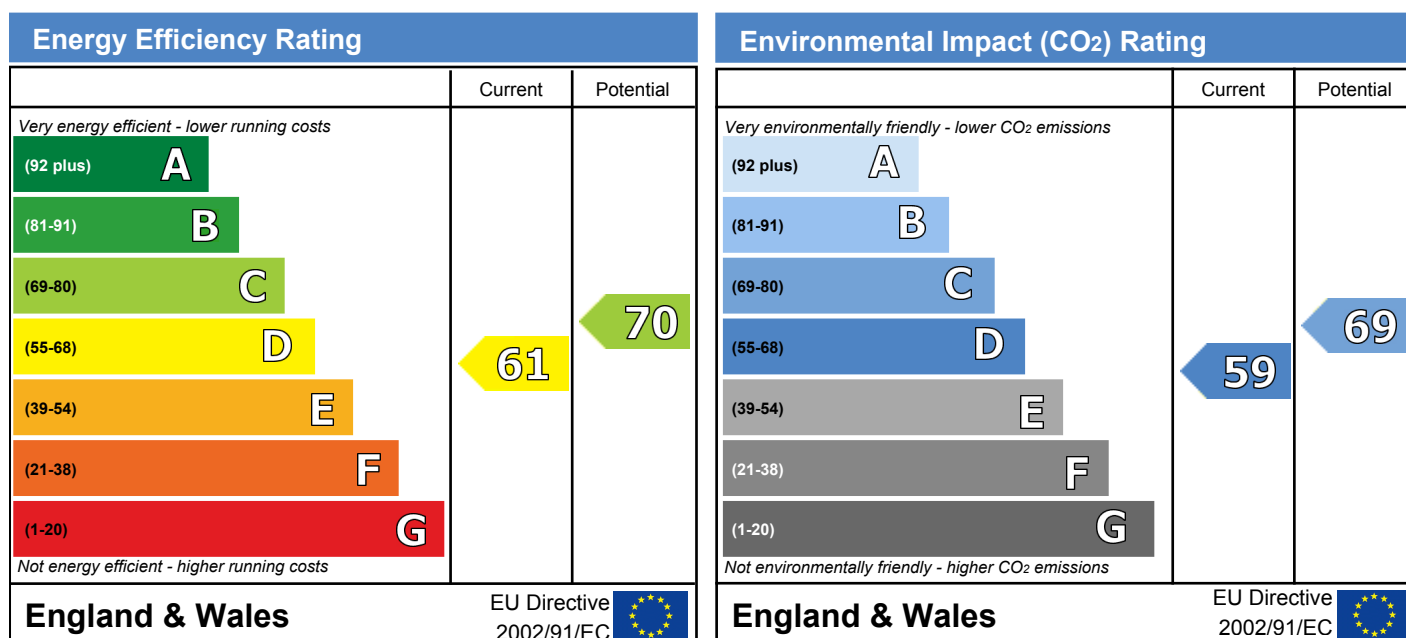 Energy Efficiency Rating
Current Potential
Very energy efficient - lower running costs
(92 plus) A
(81-91) B
(69-80) C
(55-68) D
(39-54) E
(21-38) F
(1-20) G
61
70
Not energy efficient - higher running costs
England & Wales
EU Directive
2002/91/EC
Environmental Impact (CO2) Rating
Current Potential
Very environmentally friendly - lower CO2 emissions
(92 plus) A
(81-91) B
(69-80) C
(55-68) D
(39-54) E
(21-38) F
(1-20) G
59
69
Not environmentally friendly - higher CO2 emissions
England & Wales
EU Directive
2002/91/EC